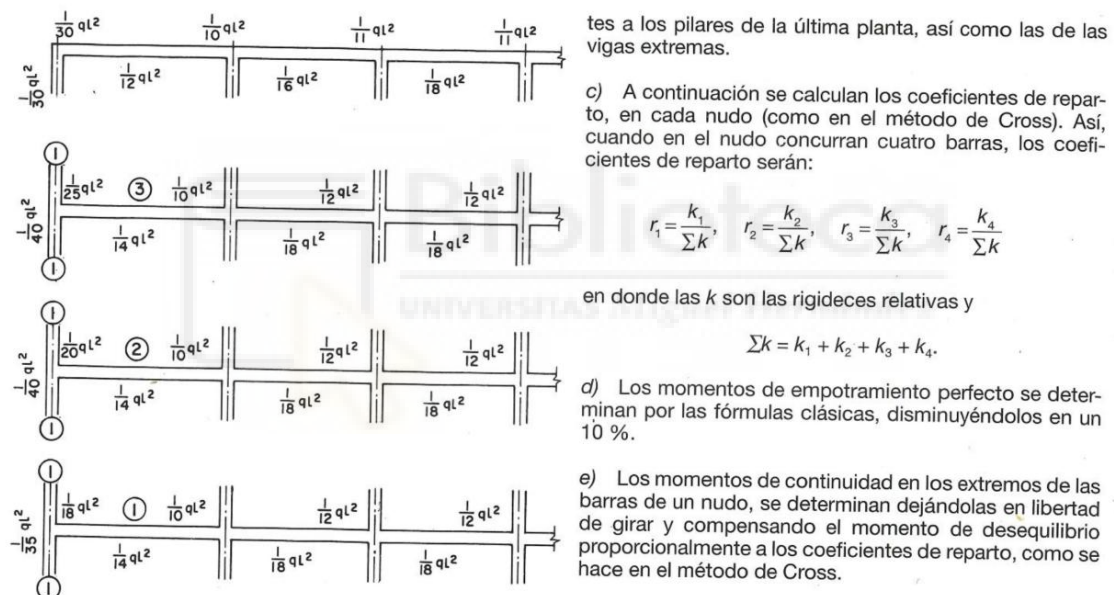 1/30 ql² 1/10 ql² 1/11 ql² 1/11 ql²
1/30 ql² 1/12 ql² 1/16 ql² 1/18 ql²
1
1/25 ql² 3 1/10 ql² 1/12 ql² 1/12 ql²
1/40 ql² 1/14 ql² 1/18 ql² 1/18 ql²
1
1
1/20 ql² 2 1/10 ql² 1/12 ql² 1/12 ql²
1/40 ql² 1/14 ql² 1/18 ql² 1/18 ql²
1
1
1/18 ql² 1 1/10 ql² 1/12 ql² 1/12 ql²
1/35 ql² 1/14 ql² 1/18 ql² 1/18 ql²
1
tes a los pilares de la última planta, así como las de las
vigas extremas.
c) A continuación se calculan los coeficientes de repar-
to, en cada nudo (como en el método de Cross). Así,
cuando en el nudo concurran cuatro barras, los coefi-
cientes de reparto serán:
r₁ = k₁/∑k, r₂ = k₂/∑k, r₃ = k₃/∑k, r₄ = k₄/∑k
en donde las k son las rigideces relativas y
∑k = k₁ + k₂ + k₃ + k₄.
d) Los momentos de empotramiento perfecto se deter-
minan por las fórmulas clásicas, disminuyéndolos en un
10 %.
e) Los momentos de continuidad en los extremos de las
barras de un nudo, se determinan dejándolas en libertad
de girar y compensando el momento de desequilibrio
proporcionalmente a los coeficientes de reparto, como se
hace en el método de Cross.
Biblioteca
UNIVERSITAS Miguel Hernández